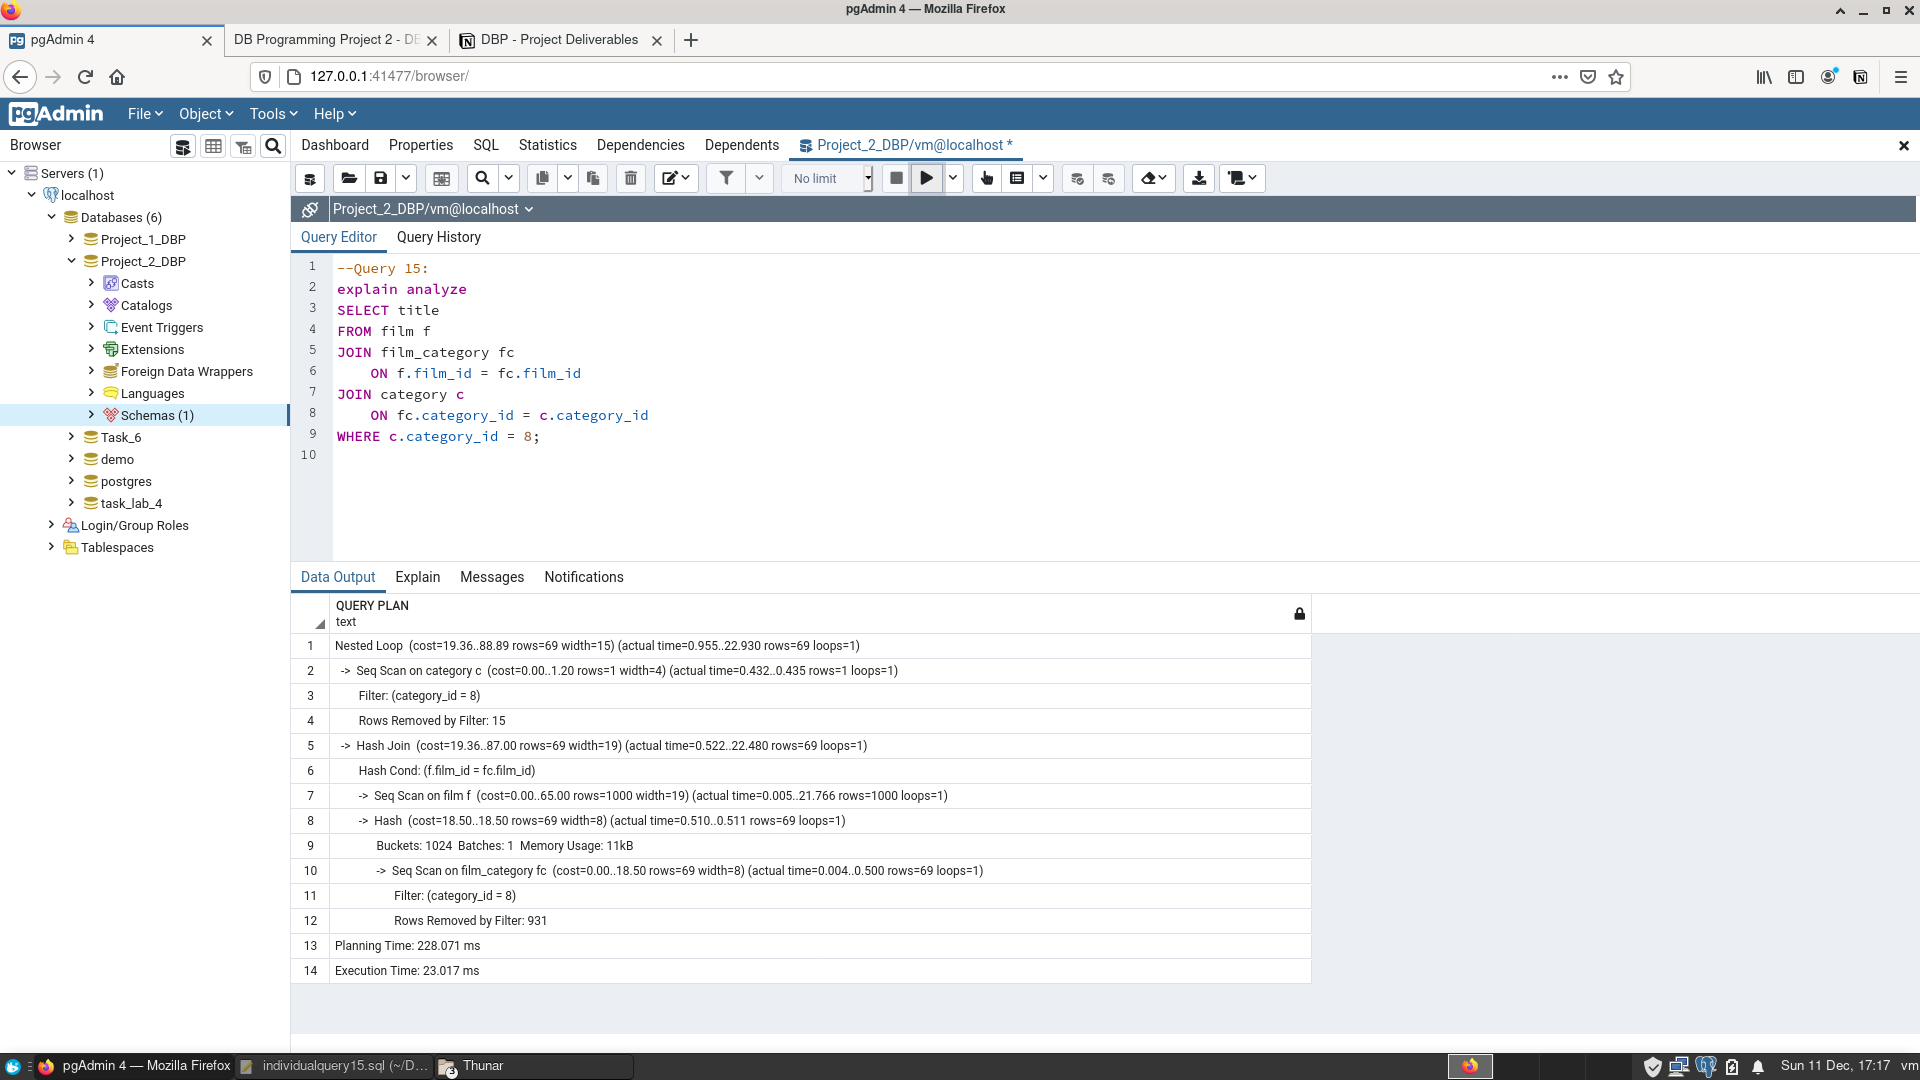 pgAdmin 4 — Mozilla Firefox
pgAdmin 4
DB Programming Project 2 - DB
DBP - Project Deliverables
127.0.0.1:41477/browser/
pgAdmin
File
Object
Tools
Help
Browser
Dashboard
Properties
SQL
Statistics
Dependencies
Dependents
Project_2_DBP/vm@localhost *
Servers (1)
localhost
Databases (6)
Project_1_DBP
Project_2_DBP
Casts
Catalogs
Event Triggers
Extensions
Foreign Data Wrappers
Languages
Schemas (1)
Task_6
demo
postgres
task_lab_4
Login/Group Roles
Tablespaces
No limit
Project_2_DBP/vm@localhost
Query Editor
Query History
1 --Query 15:
2 explain analyze
3 SELECT title
4 FROM film f
5 JOIN film_category fc
6 ON f.film_id = fc.film_id
7 JOIN category c
8 ON fc.category_id = c.category_id
9 WHERE c.category_id = 8;
10
Data Output
Explain
Messages
Notifications
QUERY PLAN
text
1 Nested Loop (cost=19.36..88.89 rows=69 width=15) (actual time=0.955..22.930 rows=69 loops=1)
2 -> Seq Scan on category c (cost=0.00..1.20 rows=1 width=4) (actual time=0.432..0.435 rows=1 loops=1)
3 Filter: (category_id = 8)
4 Rows Removed by Filter: 15
5 -> Hash Join (cost=19.36..87.00 rows=69 width=19) (actual time=0.522..22.480 rows=69 loops=1)
6 Hash Cond: (f.film_id = fc.film_id)
7 -> Seq Scan on film f (cost=0.00..65.00 rows=1000 width=19) (actual time=0.005..21.766 rows=1000 loops=1)
8 -> Hash (cost=18.50..18.50 rows=69 width=8) (actual time=0.510..0.511 rows=69 loops=1)
9 Buckets: 1024 Batches: 1 Memory Usage: 11kB
10 -> Seq Scan on film_category fc (cost=0.00..18.50 rows=69 width=8) (actual time=0.004..0.500 rows=69 loops=1)
11 Filter: (category_id = 8)
12 Rows Removed by Filter: 931
13 Planning Time: 228.071 ms
14 Execution Time: 23.017 ms
pgAdmin 4 — Mozilla Firefox
individualquery15.sql (~/D...
3
Thunar
Sun 11 Dec, 17:17
vm